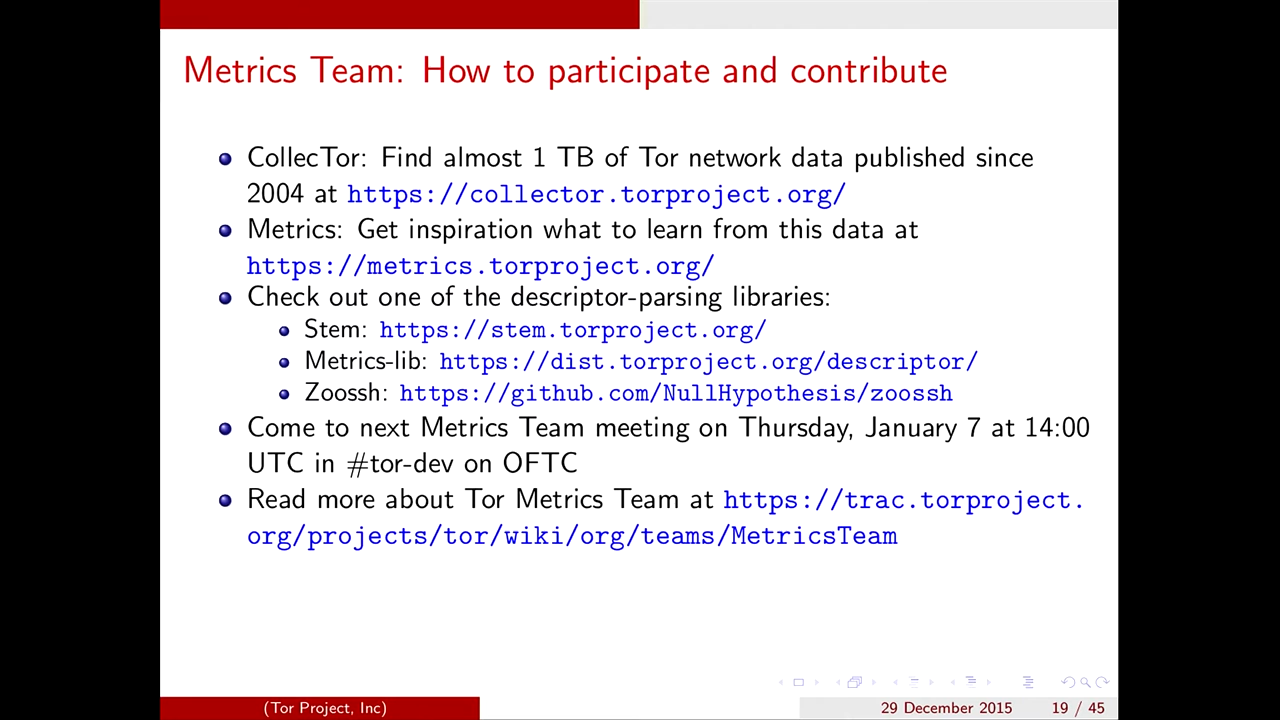 Metrics Team: How to participate and contribute
CollecTor: Find almost 1 TB of Tor network data published since
2004 at https://collector.torproject.org/
Metrics: Get inspiration what to learn from this data at
https://metrics.torproject.org/
Check out one of the descriptor-parsing libraries:
Stem: https://stem.torproject.org/
Metrics-lib: https://dist.torproject.org/descriptor/
Zoossh: https://github.com/NullHypothesis/zoossh
Come to next Metrics Team meeting on Thursday, January 7 at 14:00
UTC in #tor-dev on OFTC
Read more about Tor Metrics Team at https://trac.torproject.
org/projects/tor/wiki/org/teams/MetricsTeam
(Tor Project, Inc) 29 December 2015 19 / 45